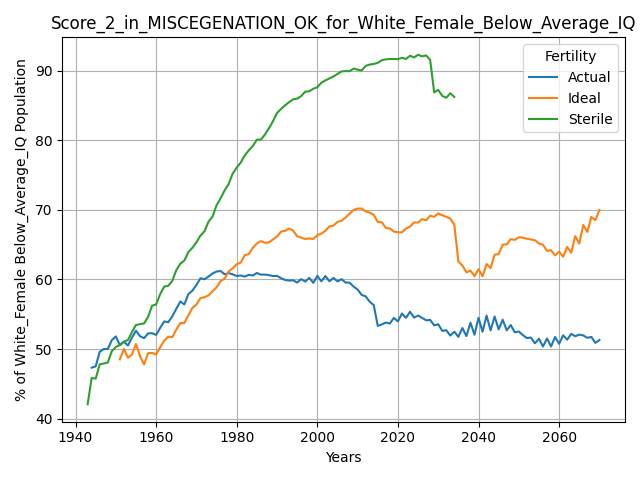 Score_2_in_MISCEGENATION_OK_for_White_Female_Below_Average_IQ
% of White_Female Below_Average_IQ Population
90
80
70
60
50
40
Fertility
Actual
Ideal
Sterile
1940 1960 1980 2000 2020 2040 2060
Years